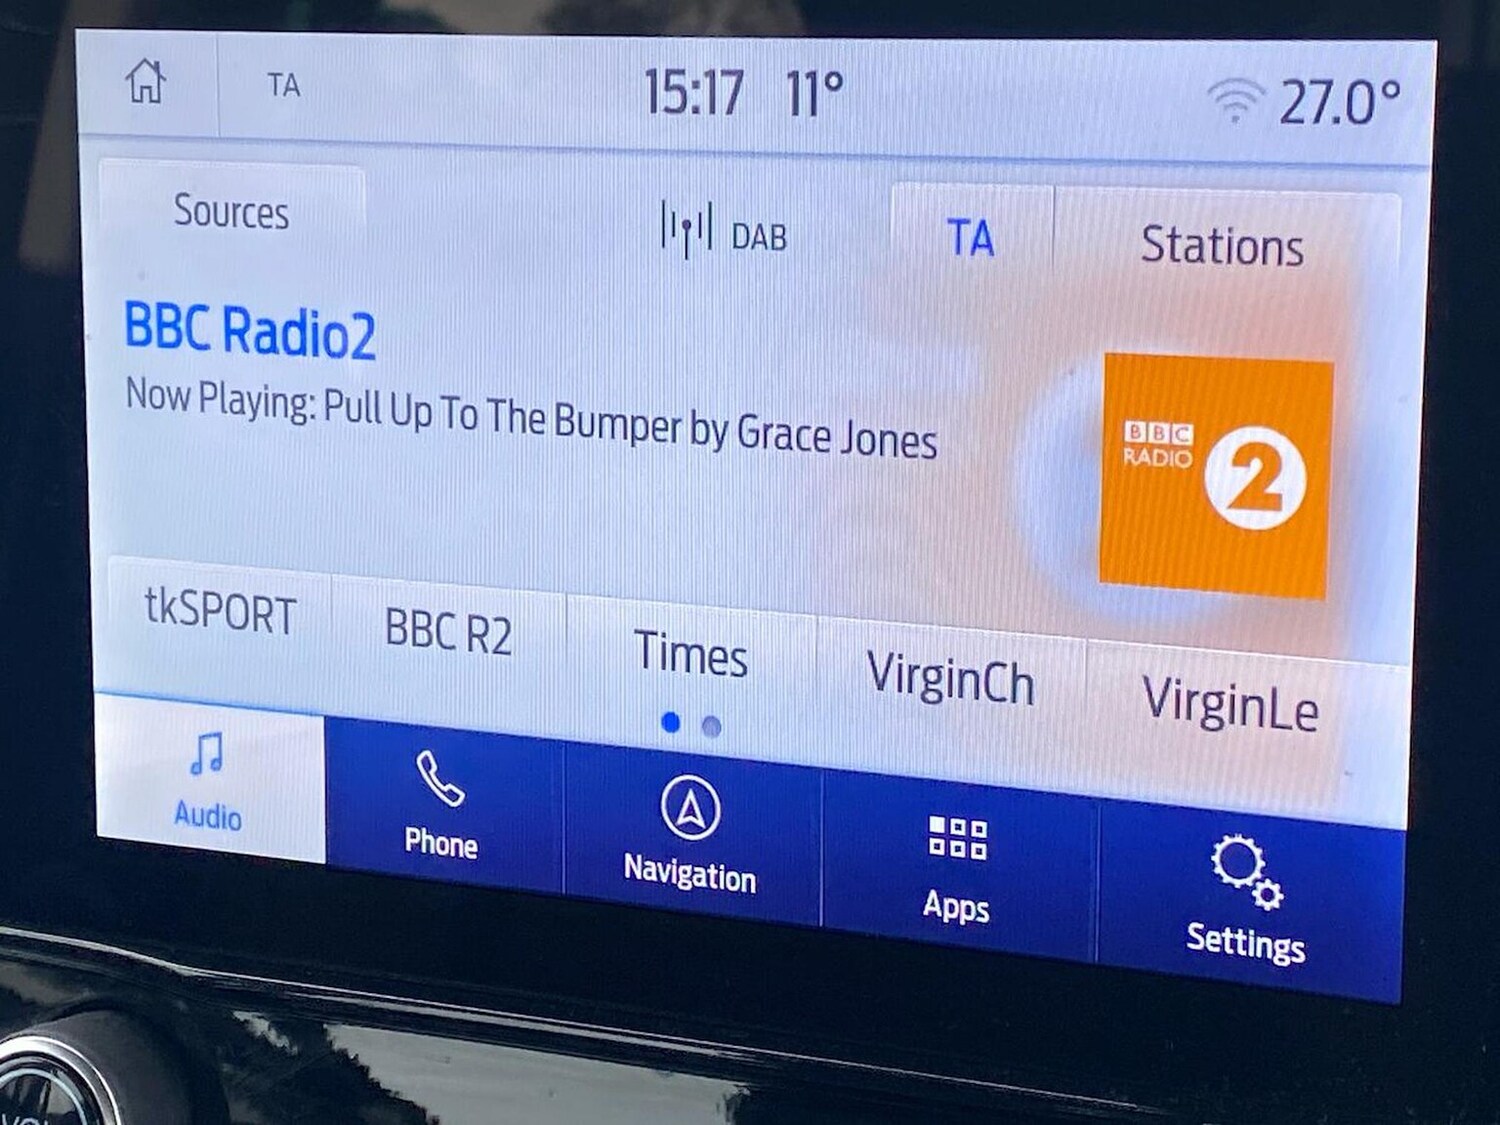 TA 15:17 11° 27.0°
Sources DAB TA Stations
BBC Radio2
Now Playing: Pull Up To The Bumper by Grace Jones
BBC
RADIO 2
tkSPORT BBC R2 Times VirginCh VirginLe
Audio Phone Navigation Apps Settings